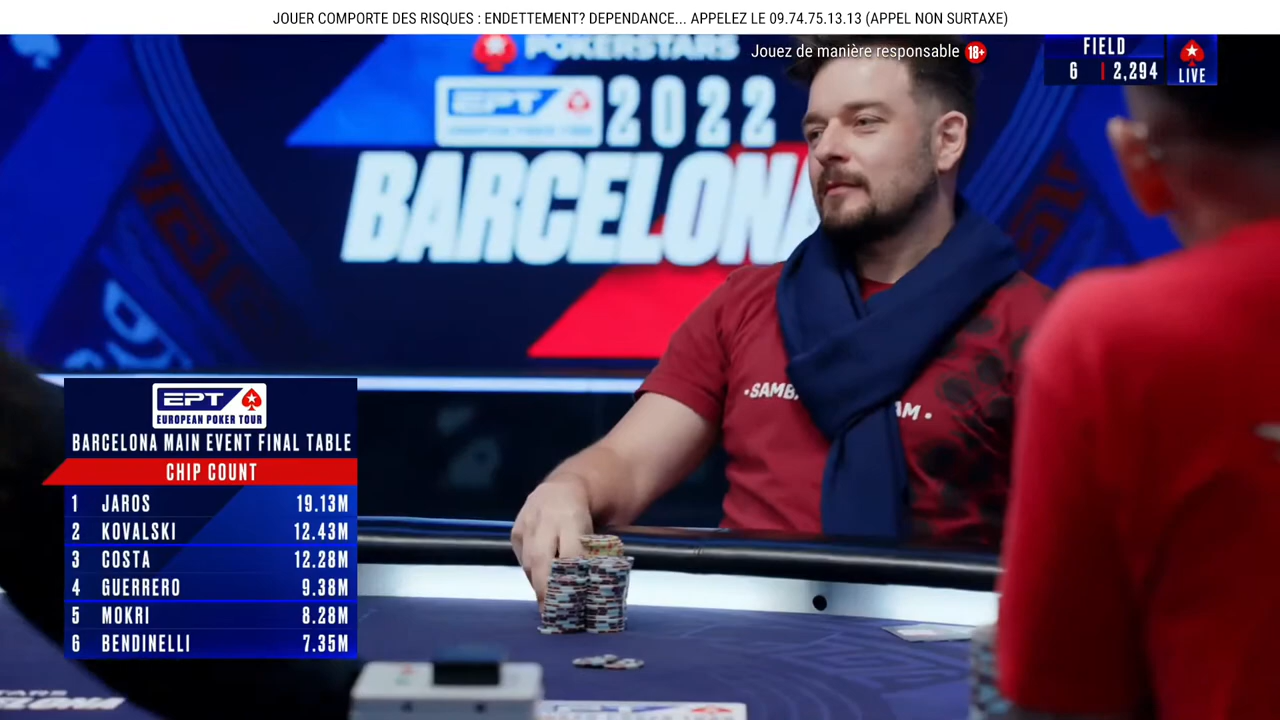 JOUER COMPORTE DES RISQUES : ENDETTEMENT? DEPENDANCE... APPELEZ LE 09.74.75.13.13 (APPEL NON SURTAXE)
Jouez de manière responsable 18+
FIELD
6 | 2,294
LIVE
POKERSTARS
EPT 2022
BARCELONA
·SAMB
AM·
EPT
EUROPEAN POKER TOUR
BARCELONA MAIN EVENT FINAL TABLE
CHIP COUNT
1 JAROS 19.13M
2 KOVALSKI 12.43M
3 COSTA 12.28M
4 GUERRERO 9.38M
5 MOKRI 8.28M
6 BENDINELLI 7.35M